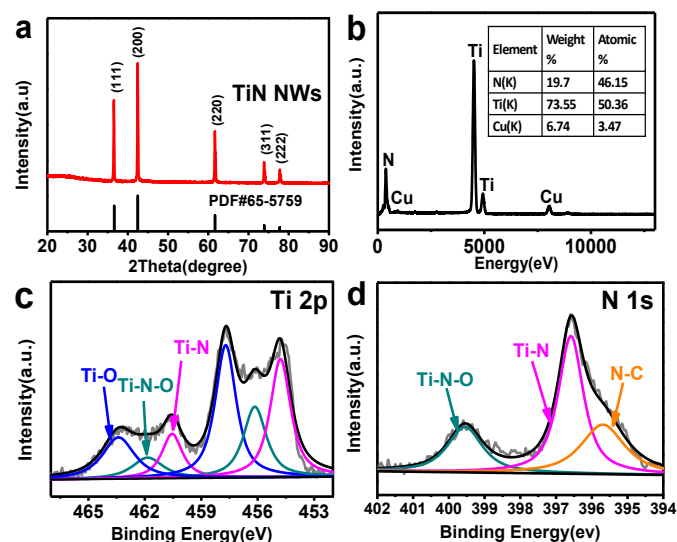 a
Intensity(a.u)
(111)
(200)
(220)
(311)
(222)
TiN NWs
PDF#65-5759
20 30 40 50 60 70 80 90
2Theta(degree)
b
Intensity(a.u.)
N
Cu
Ti
Ti
Cu
Element Weight % Atomic %
N(K) 19.7 46.15
Ti(K) 73.55 50.36
Cu(K) 6.74 3.47
0 5000 10000
Energy(eV)
c
Ti 2p
Intensity(a.u.)
Ti-O
Ti-N-O
Ti-N
465 462 459 456 453
Binding Energy(eV)
d
N 1s
Intensity(a.u.)
Ti-N-O
Ti-N
N-C
402 401 400 399 398 397 396 395 394
Binding Energy(ev)